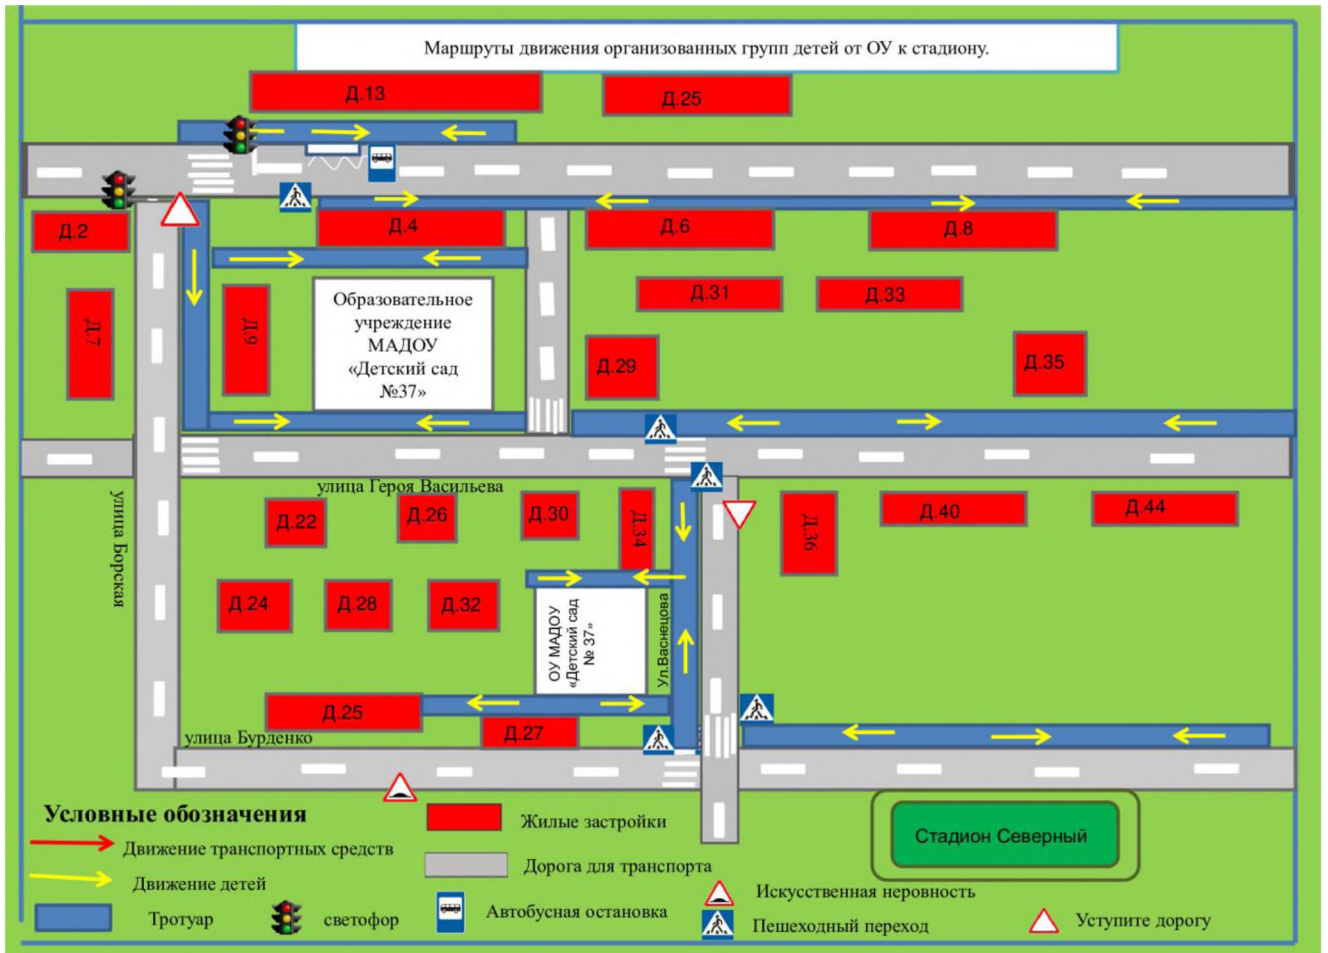 Маршруты движения организованных групп детей от ОУ к стадиону.
Д.13
Д.25
Д.2
Д.4
Д.6
Д.8
Д.7
Д.9
Образовательное
учреждение
МАДОУ
«Детский сад
№37»
Д.31
Д.33
Д.29
Д.35
улица Героя Васильева
улица Борская
Д.22
Д.26
Д.30
Д.34
Д.36
Д.40
Д.44
Д.24
Д.28
Д.32
ОУ МАДОУ
«Детский сад
№ 37»
Ул.Васнецова
Д.25
Д.27
улица Бурденко
Условные обозначения
Движение транспортных средств
Движение детей
Тротуар
светофор
Жилые застройки
Дорога для транспорта
Автобусная остановка
Искусственная неровность
Пешеходный переход
Уступите дорогу
Стадион Северный